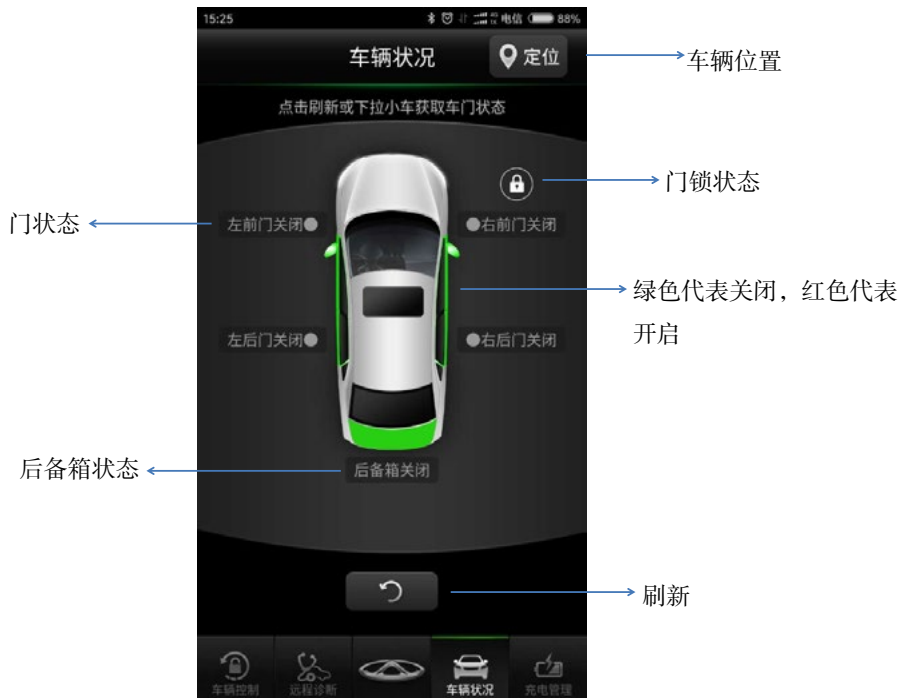 15:25
4G
1X
电信
88%
车辆状况
定位
车辆位置
点击刷新或下拉小车获取车门状态
门锁状态
门状态
左前门关闭
右前门关闭
绿色代表关闭，红色代表
开启
左后门关闭
右后门关闭
后备箱状态
后备箱关闭
刷新
车辆控制
远程诊断
车辆状况
充电管理